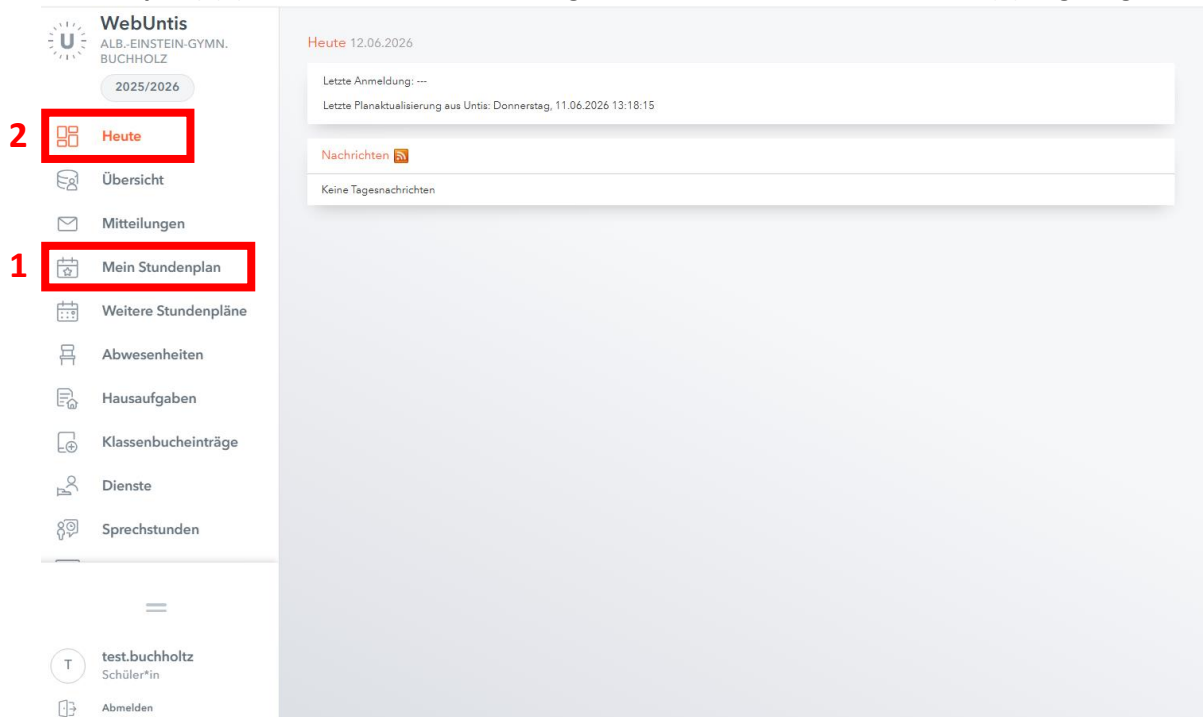 WebUntis
ALB.-EINSTEIN-GYMN.
BUCHHOLZ
2025/2026
2
Heute
Übersicht
Mitteilungen
1
Mein Stundenplan
Weitere Stundenpläne
Abwesenheiten
Hausaufgaben
Klassenbucheinträge
Dienste
Sprechstunden
T
test.buchholtz
Schüler*in
Abmelden
Heute 12.06.2026
Letzte Anmeldung: ---
Letzte Planaktualisierung aus Untis: Donnerstag, 11.06.2026 13:18:15
Nachrichten
Keine Tagesnachrichten